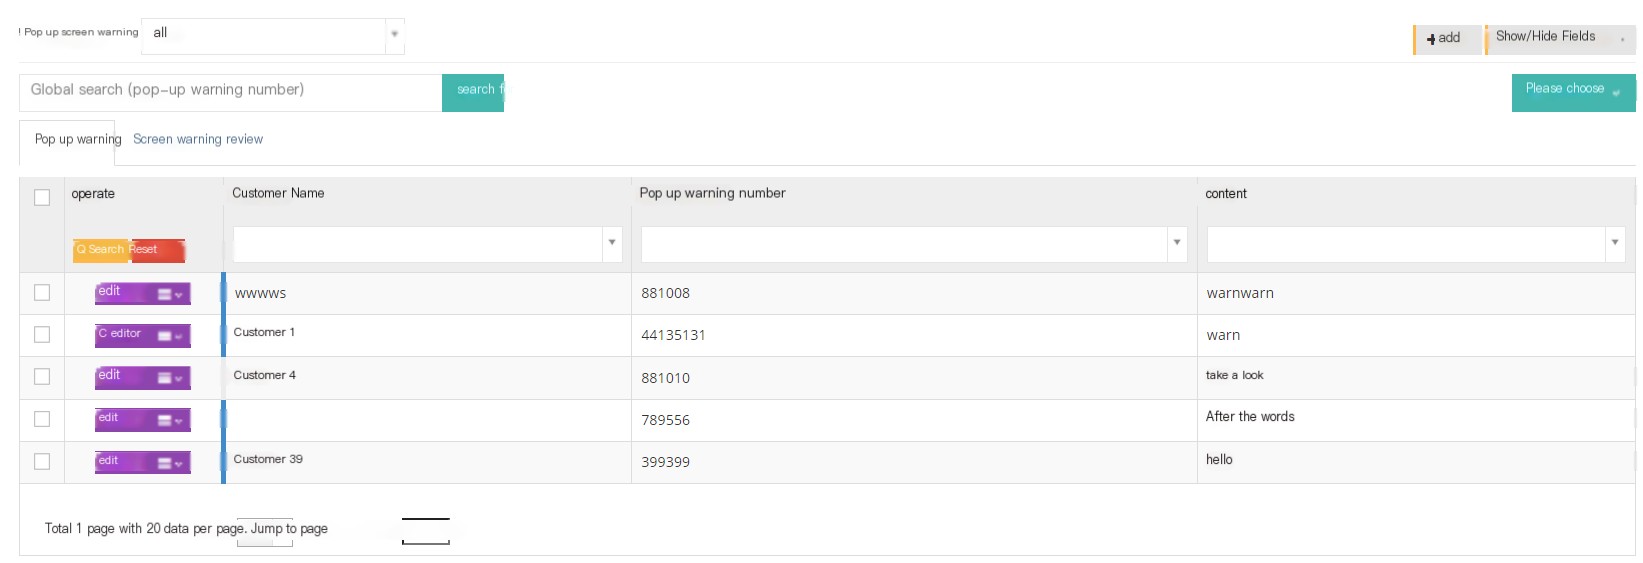 ! Pop up screen warning all
+ add Show/Hide Fields
Global search (pop-up warning number) search
Please choose
Pop up warning Screen warning review
operate Customer Name Pop up warning number content
Q Search Reset
edit wwwws 881008 warnwarn
C editor Customer 1 44135131 warn
edit Customer 4 881010 take a look
edit 789556 After the words
edit Customer 39 399399 hello
Total 1 page with 20 data per page. Jump to page